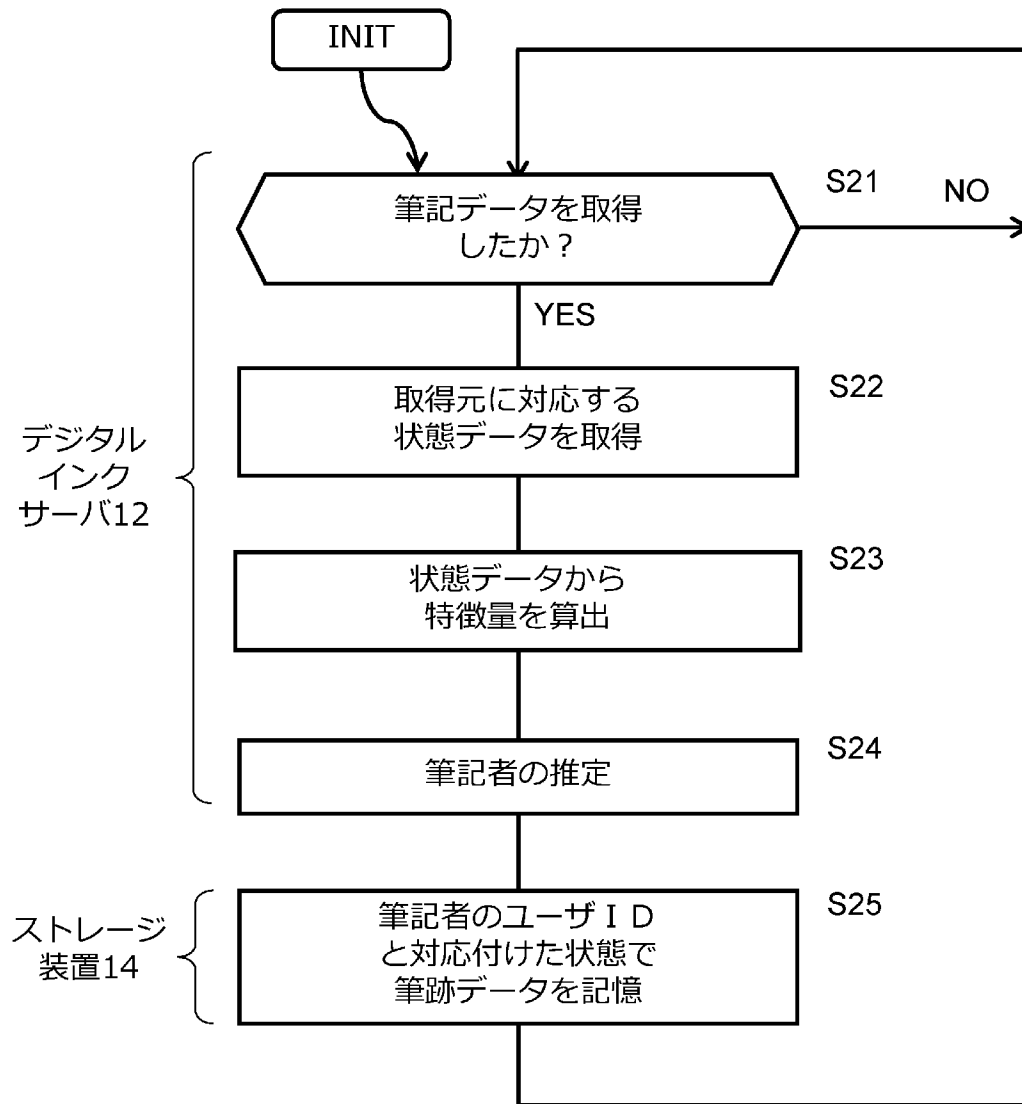 INIT
筆記データを取得
したか？
S21
NO
YES
取得元に対応する
状態データを取得
S22
デジタル
インク
サーバ12
状態データから
特徴量を算出
S23
筆記者の推定
S24
筆記者のユーザＩＤ
と対応付けた状態で
筆跡データを記憶
S25
ストレージ
装置14